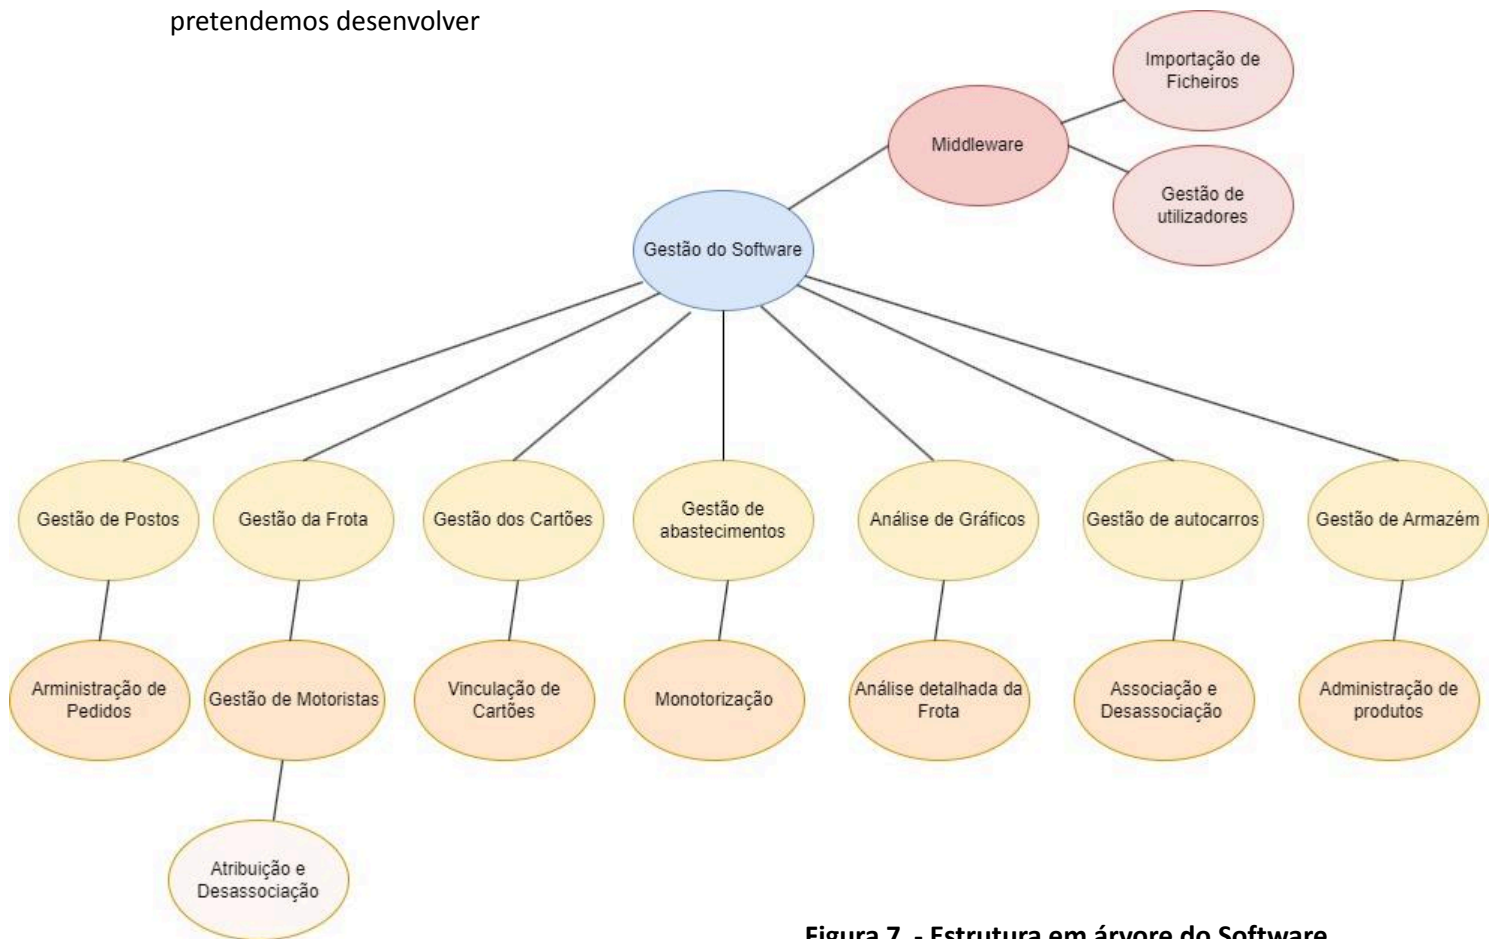 pretendemos desenvolver
Importação de
Ficheiros
Middleware
Gestão de
utilizadores
Gestão do Software
Gestão de Postos
Gestão da Frota
Gestão dos Cartões
Gestão de
abastecimentos
Análise de Gráficos
Gestão de autocarros
Gestão de Armazém
Arministração de
Pedidos
Gestão de Motoristas
Vinculação de
Cartões
Monotorização
Análise detalhada da
Frota
Associação e
Desassociação
Administração de
produtos
Atribuição e
Desassociação
Figura 7 - Estrutura em árvore do Software